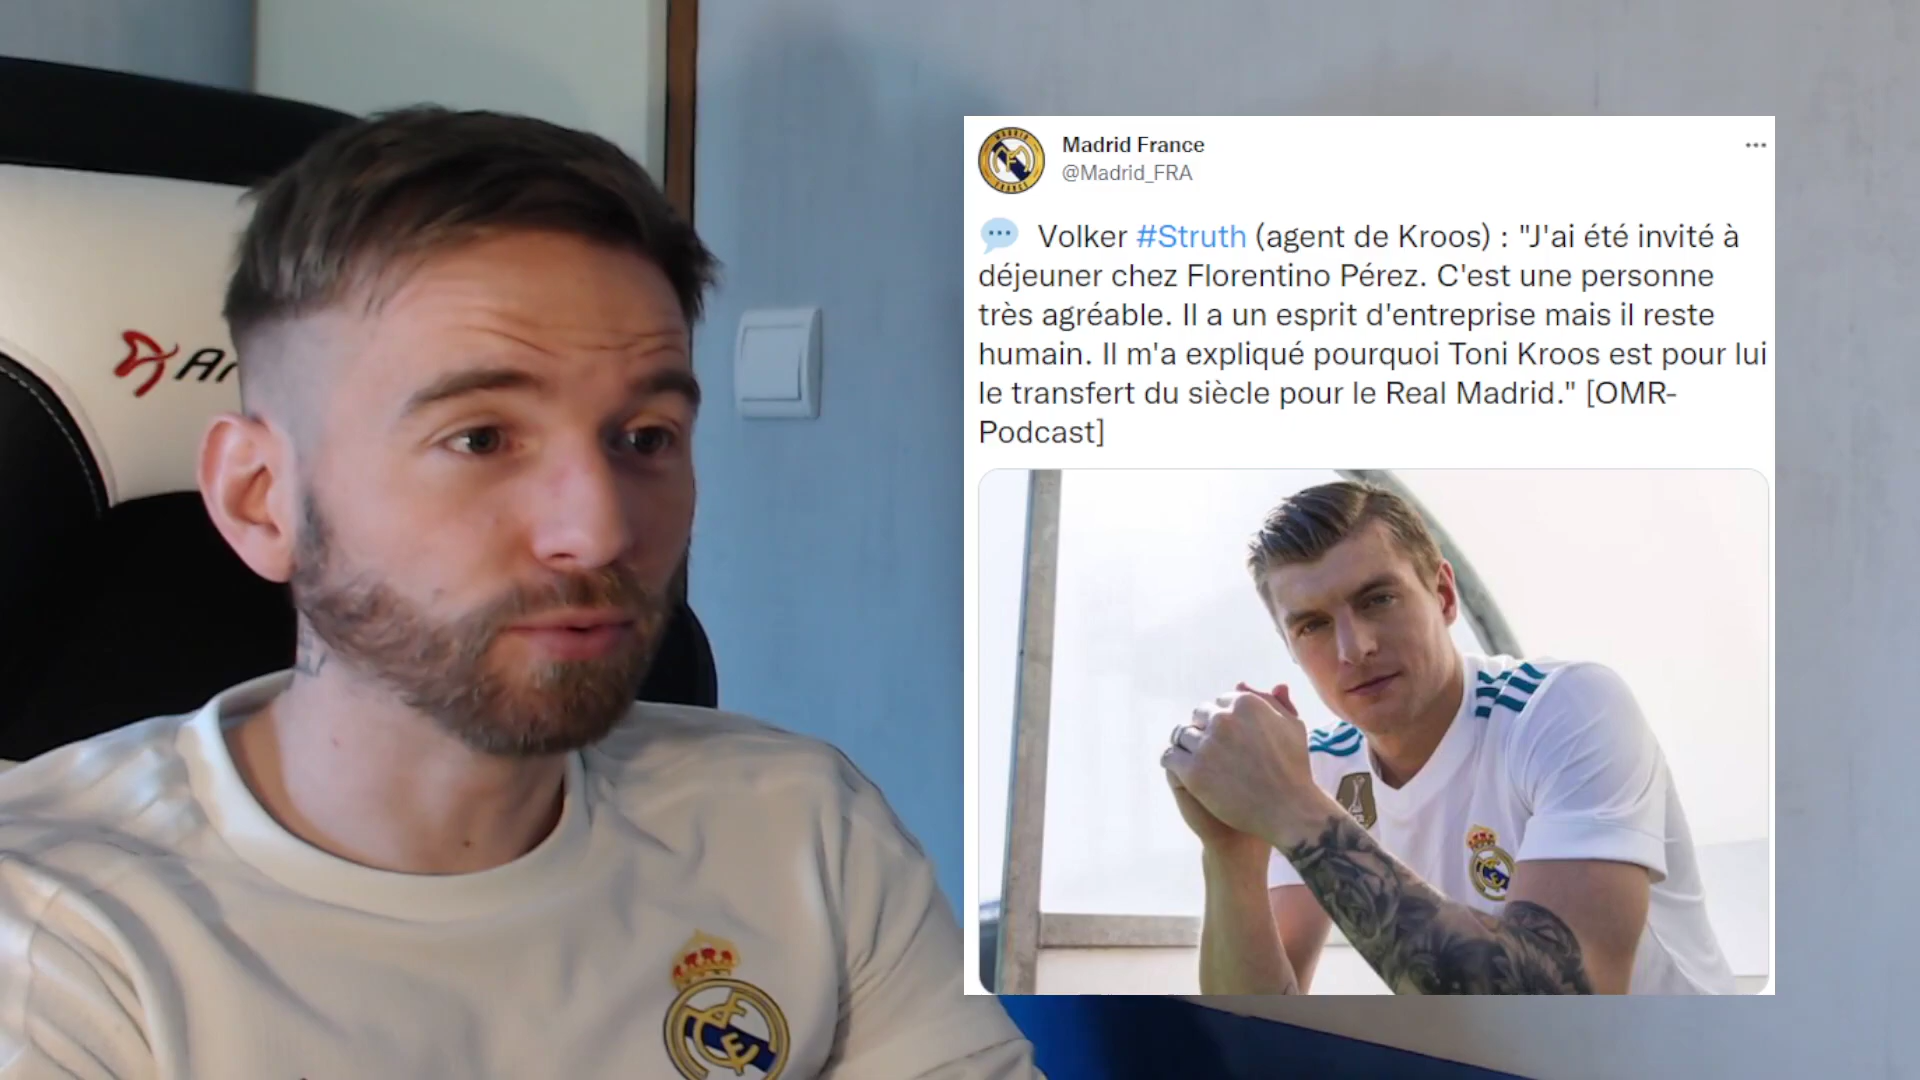 Madrid France
@Madrid_FRA
Volker #Struth (agent de Kroos) : "J'ai été invité à
déjeuner chez Florentino Pérez. C'est une personne
très agréable. Il a un esprit d'entreprise mais il reste
humain. Il m'a expliqué pourquoi Toni Kroos est pour lui
le transfert du siècle pour le Real Madrid." [OMR-
Podcast]